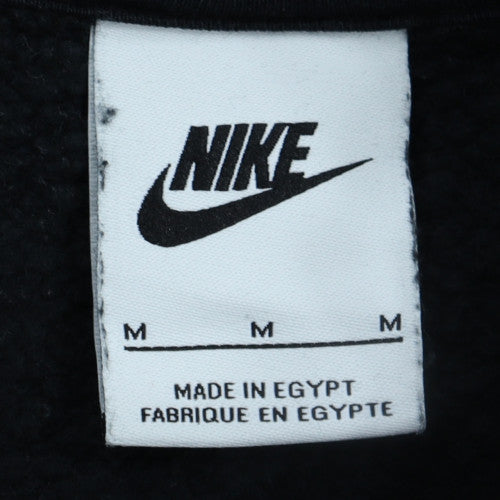 NIKE
M M M
MADE IN EGYPT
FABRIQUE EN EGYPTE